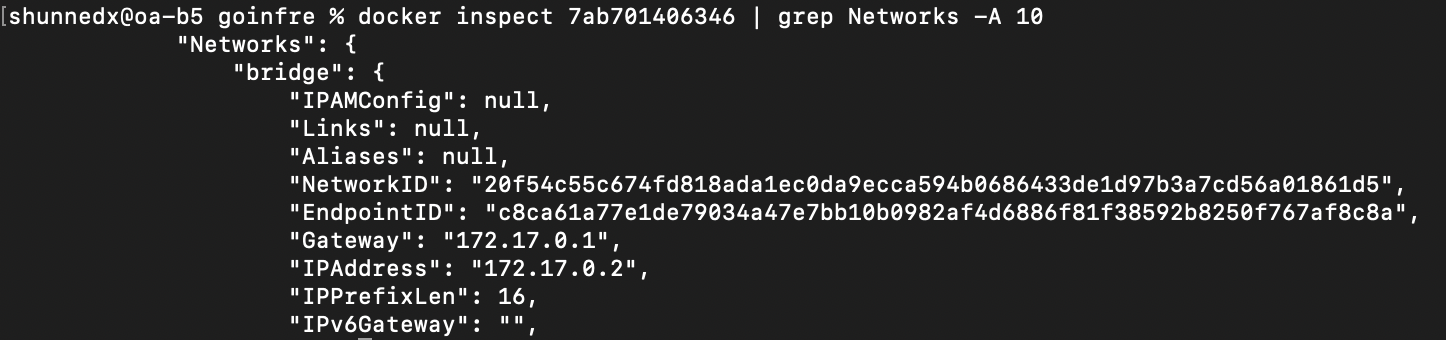 [shunnedx@oa-b5 goinfre % docker inspect 7ab701406346 | grep Networks -A 10
"Networks": {
"bridge": {
"IPAMConfig": null,
"Links": null,
"Aliases": null,
"NetworkID": "20f54c55c674fd818ada1ec0da9ecca594b0686433de1d97b3a7cd56a01861d5",
"EndpointID": "c8ca61a77e1de79034a47e7bb10b0982af4d6886f81f38592b8250f767af8c8a",
"Gateway": "172.17.0.1",
"IPAddress": "172.17.0.2",
"IPPrefixLen": 16,
"IPv6Gateway": "",